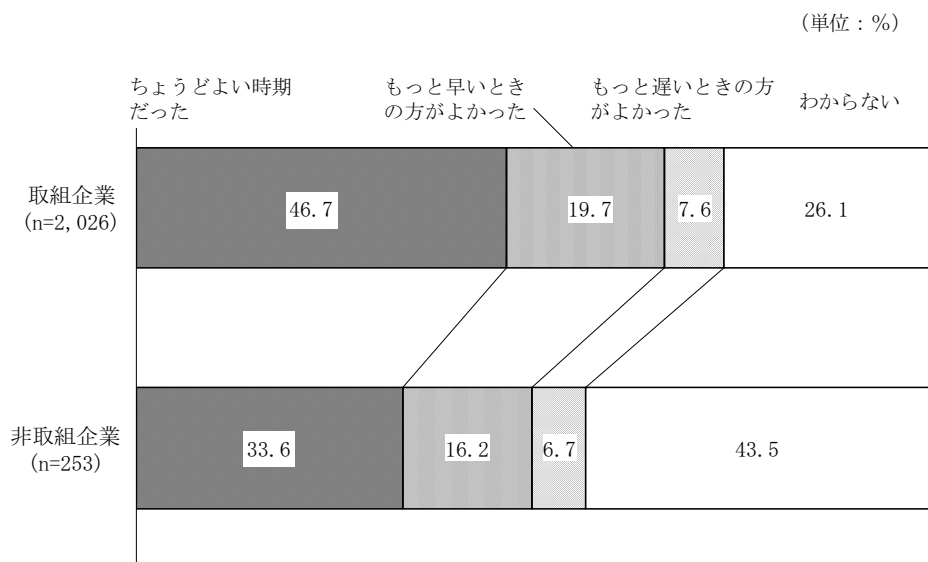 (単位：%)
ちょうどよい時期
だった
もっと早いとき
の方がよかった
もっと遅いときの方
がよかった
わからない
取組企業
(n=2,026)
46.7
19.7
7.6
26.1
非取組企業
(n=253)
33.6
16.2
6.7
43.5